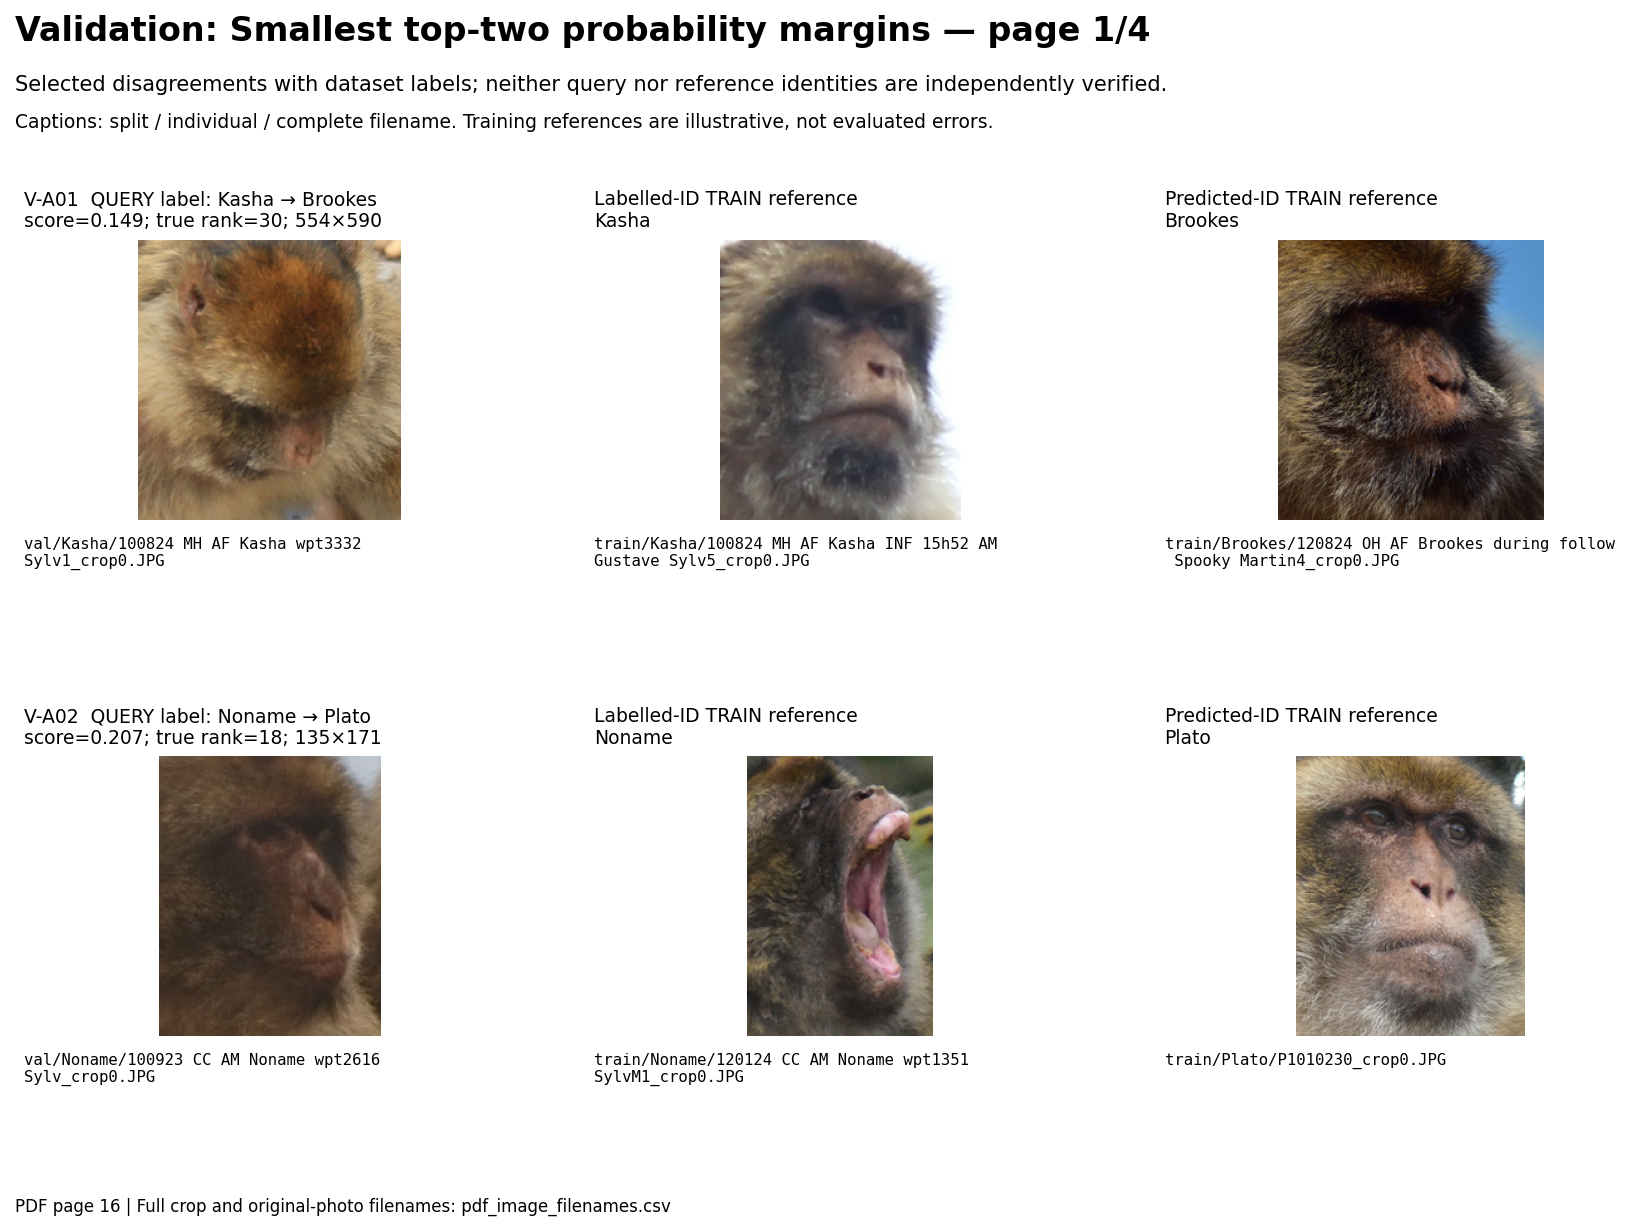 Validation: Smallest top-two probability margins — page 1/4
Selected disagreements with dataset labels; neither query nor reference identities are independently verified.
Captions: split / individual / complete filename. Training references are illustrative, not evaluated errors.
V-A01  QUERY label: Kasha → Brookes
score=0.149; true rank=30; 554×590
Labelled-ID TRAIN reference
Kasha
Predicted-ID TRAIN reference
Brookes
val/Kasha/100824 MH AF Kasha wpt3332
Sylv1_crop0.JPG
train/Kasha/100824 MH AF Kasha INF 15h52 AM
Gustave Sylv5_crop0.JPG
train/Brookes/120824 OH AF Brookes during follow
Spooky Martin4_crop0.JPG
V-A02  QUERY label: Noname → Plato
score=0.207; true rank=18; 135×171
Labelled-ID TRAIN reference
Noname
Predicted-ID TRAIN reference
Plato
val/Noname/100923 CC AM Noname wpt2616
Sylv_crop0.JPG
train/Noname/120124 CC AM Noname wpt1351
SylvM1_crop0.JPG
train/Plato/P1010230_crop0.JPG
PDF page 16 | Full crop and original-photo filenames: pdf_image_filenames.csv